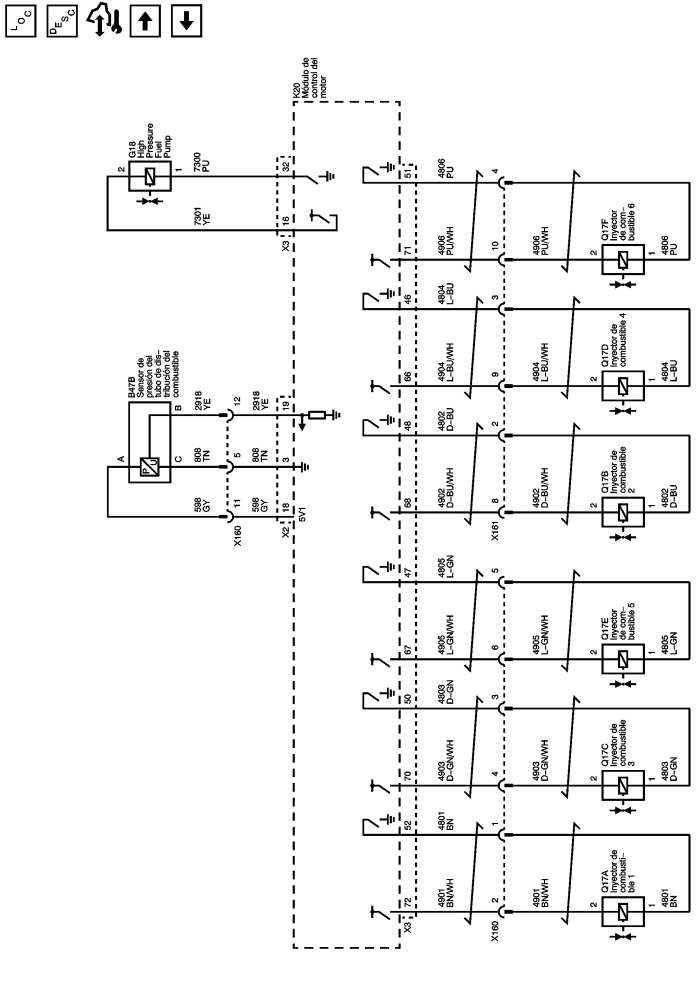 LOC
DESC
K20
Módulo de
control del
motor
G18
High
Pressure
Fuel
Pump
2
1
7300
PU
32
7301
YE
16
X3
B47B
Sensor de
presión del
tubo de dis-
tribución del
combustible
A
B
C
P
U
2918
YE
12
2918
YE
19
808
TN
5
808
TN
3
598
GY
11
598
GY
18
X160
X2
5V1
51
4806
PU
4
71
4906
PU/WH
10
4906
PU/WH
Q17F
Inyector
de com-
bustible 6
2
1
4806
PU
46
4804
L-BU
3
66
4904
L-BU/WH
9
4904
L-BU/WH
Q17D
Inyector de
combustible 4
2
1
4804
L-BU
48
4802
D-BU
2
68
4902
D-BU/WH
8
X161
4902
D-BU/WH
Q17B
Inyector de
combustible
2
2
1
4802
D-BU
47
4805
L-GN
5
67
4905
L-GN/WH
6
4905
L-GN/WH
Q17E
Inyector
de com-
bustible 5
2
1
4805
L-GN
50
4803
D-GN
3
70
4903
D-GN/WH
4
4903
D-GN/WH
Q17C
Inyector de
combustible
3
2
1
4803
D-GN
52
4801
BN
1
72
X3
4901
BN/WH
2
X160
4901
BN/WH
Q17A
Inyector de
combusti-
ble 1
2
1
4801
BN